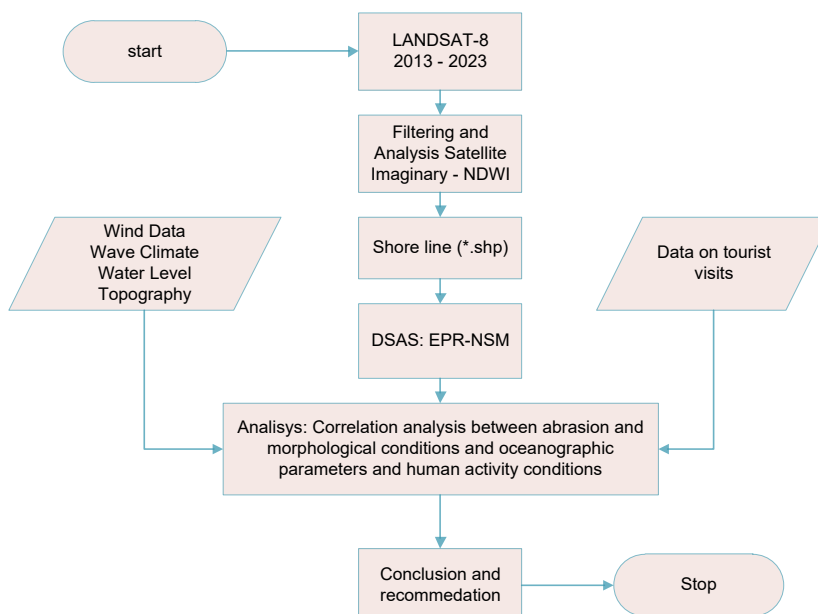 start
LANDSAT-8
2013 - 2023
Filtering and
Analysis Satellite
Imaginary - NDWI
Shore line (*.shp)
Wind Data
Wave Climate
Water Level
Topography
Data on tourist
visits
DSAS: EPR-NSM
Analisys: Correlation analysis between abrasion and
morphological conditions and oceanographic
parameters and human activity conditions
Conclusion and
recommedation
Stop